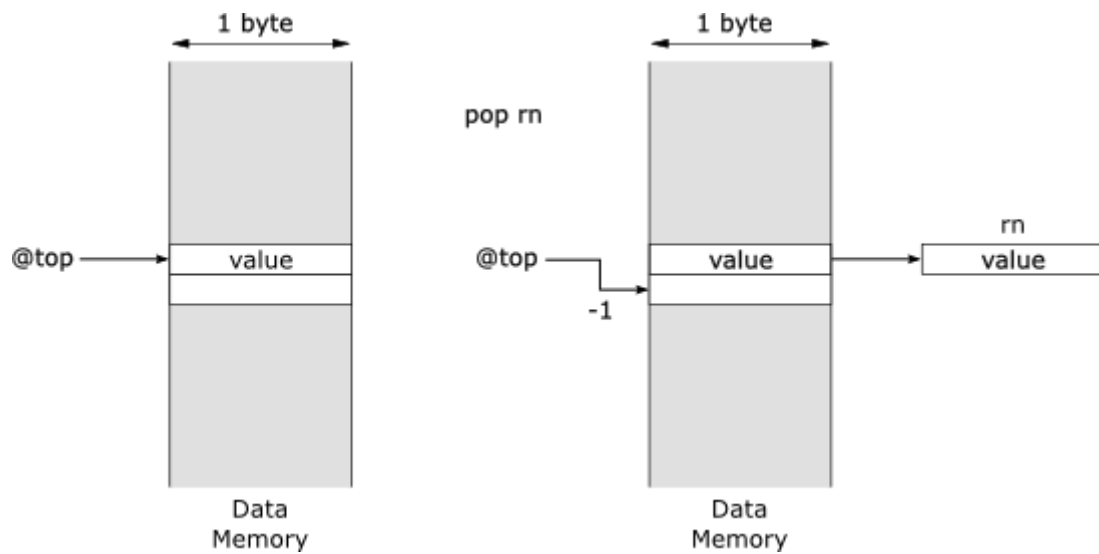 1 byte
1 byte
pop rn
rn
@top
value
@top
value
value
-1
Data
Memory
Data
Memory